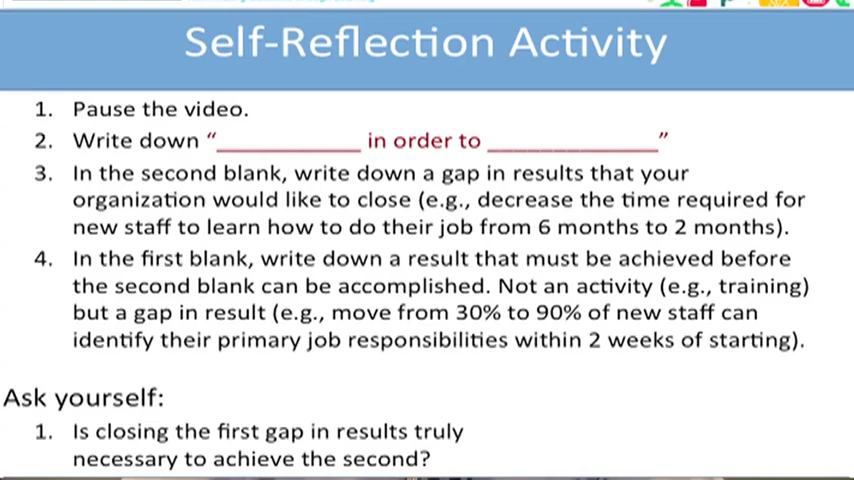 Self-Reflection Activity
1. Pause the video.
2. Write down “_____________ in order to _______________”
3. In the second blank, write down a gap in results that your
organization would like to close (e.g., decrease the time required for
new staff to learn how to do their job from 6 months to 2 months).
4. In the first blank, write down a result that must be achieved before
the second blank can be accomplished. Not an activity (e.g., training)
but a gap in result (e.g., move from 30% to 90% of new staff can
identify their primary job responsibilities within 2 weeks of starting).
Ask yourself:
1. Is closing the first gap in results truly
necessary to achieve the second?